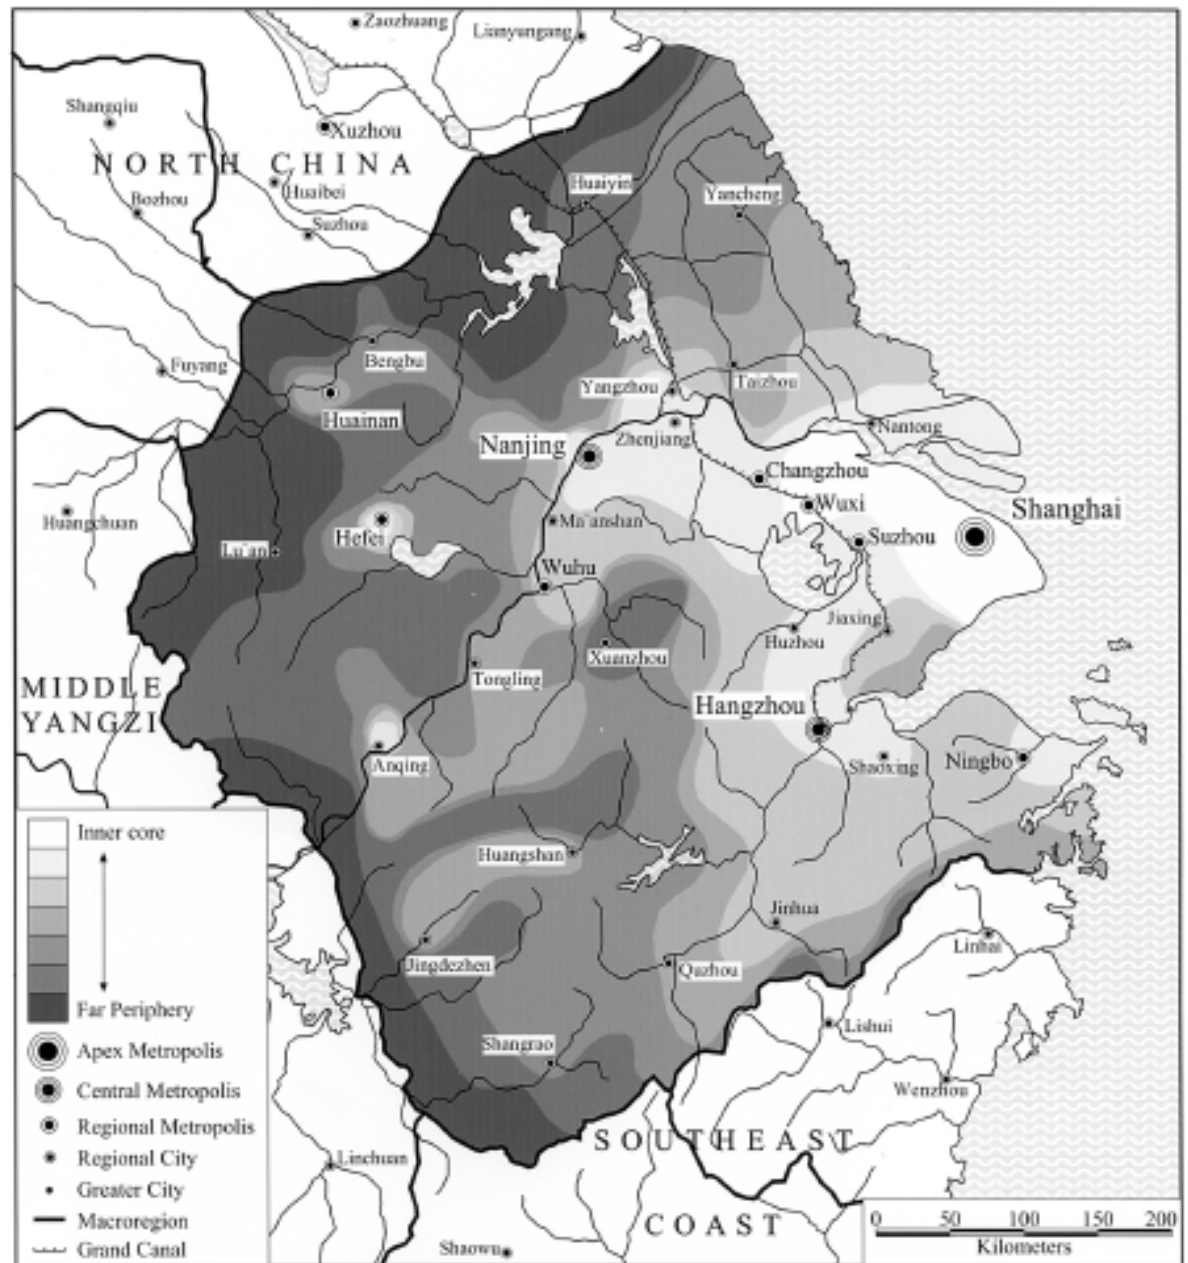 Zaozhuang
Lianyungang
Shangqiu
Xuzhou
NORTH CHINA
Huaibei
Huaiyin
Yancheng
Bozhou
Suzhou
Bengbu
Fuyang
Yangzhou
Taizhou
Huainan
Nantong
Zhenjiang
Nanjing
Changzhou
Wuxi
Shanghai
Huangchuan
Ma'anshan
Hefei
Suzhou
Lu'an
Wuhu
Jiaxing
Huzhou
Xuanzhou
Tongling
MIDDLE
YANGZI
Hangzhou
Anqing
Shaoxing
Ningbo
Huangshan
Jinhua
Linhai
Jingdezhen
Quzhou
Lishui
Shangrao
Wenzhou
SOUTHEAST
Linchuan
COAST
Shaowu
Inner core
Far Periphery
Apex Metropolis
Central Metropolis
Regional Metropolis
Regional City
Greater City
Macroregion
Grand Canal
0 50 100 150 200
Kilometers